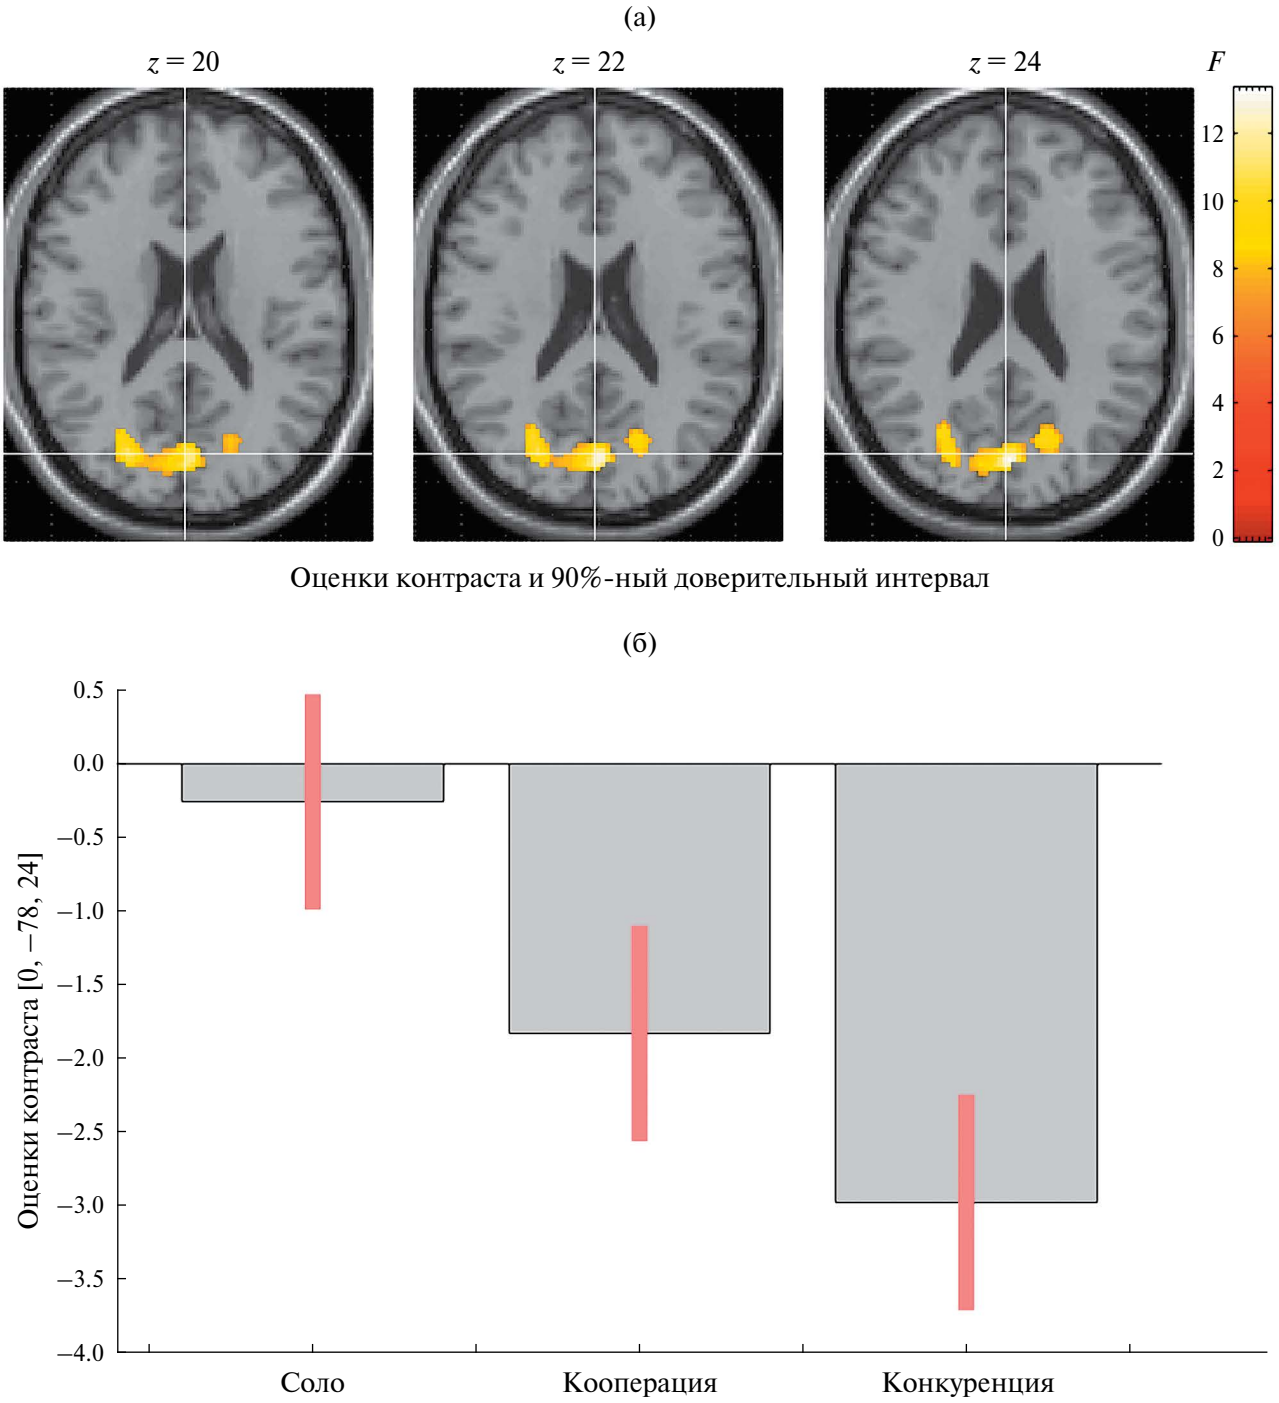 (а)
z = 20
z = 22
z = 24
F
12
10
8
6
4
2
0
Оценки контраста и 90%-ный доверительный интервал
(б)
Оценки контраста [0, −78, 24]
0.5
0.0
−0.5
−1.0
−1.5
−2.0
−2.5
−3.0
−3.5
−4.0
Соло
Кооперация
Конкуренция